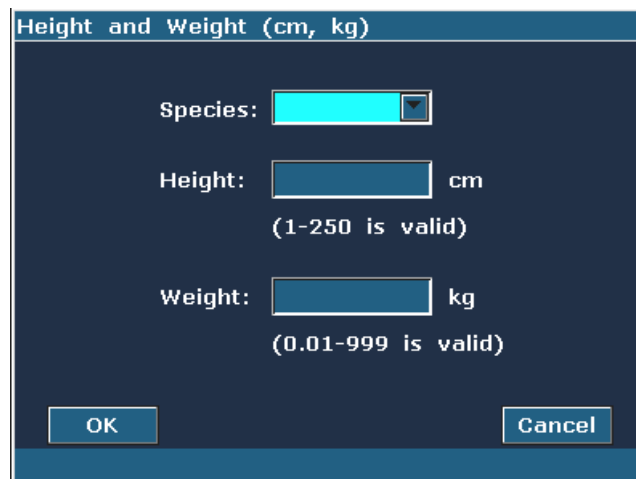 Height and Weight (cm, kg)
Species:
Height: cm
(1-250 is valid)
Weight: kg
(0.01-999 is valid)
OK Cancel